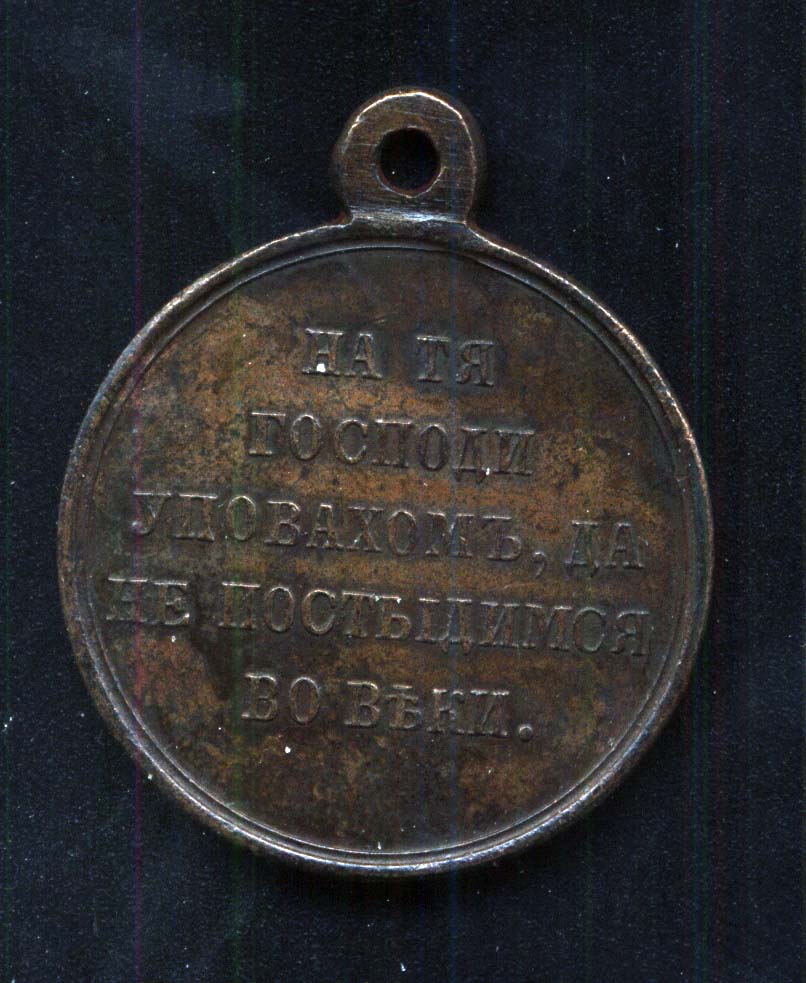 НА ТЯ
ГОСПОДИ
УПОВАХОМЪ, ДА
НЕ ПОСТЫДИМСЯ
ВО ВѢКИ.